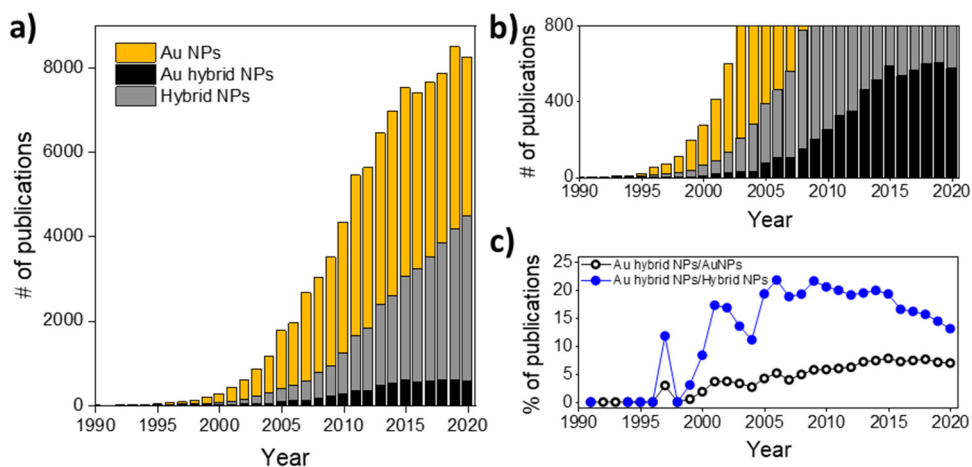 a)
Au NPs
Au hybrid NPs
Hybrid NPs
8000
6000
4000
2000
0
# of publications
1990 1995 2000 2005 2010 2015 2020
Year
b)
800
400
0
# of publications
1990 1995 2000 2005 2010 2015 2020
Year
c)
Au hybrid NPs/AuNPs
Au hybrid NPs/Hybrid NPs
25
20
15
10
5
0
% of publications
1990 1995 2000 2005 2010 2015 2020
Year